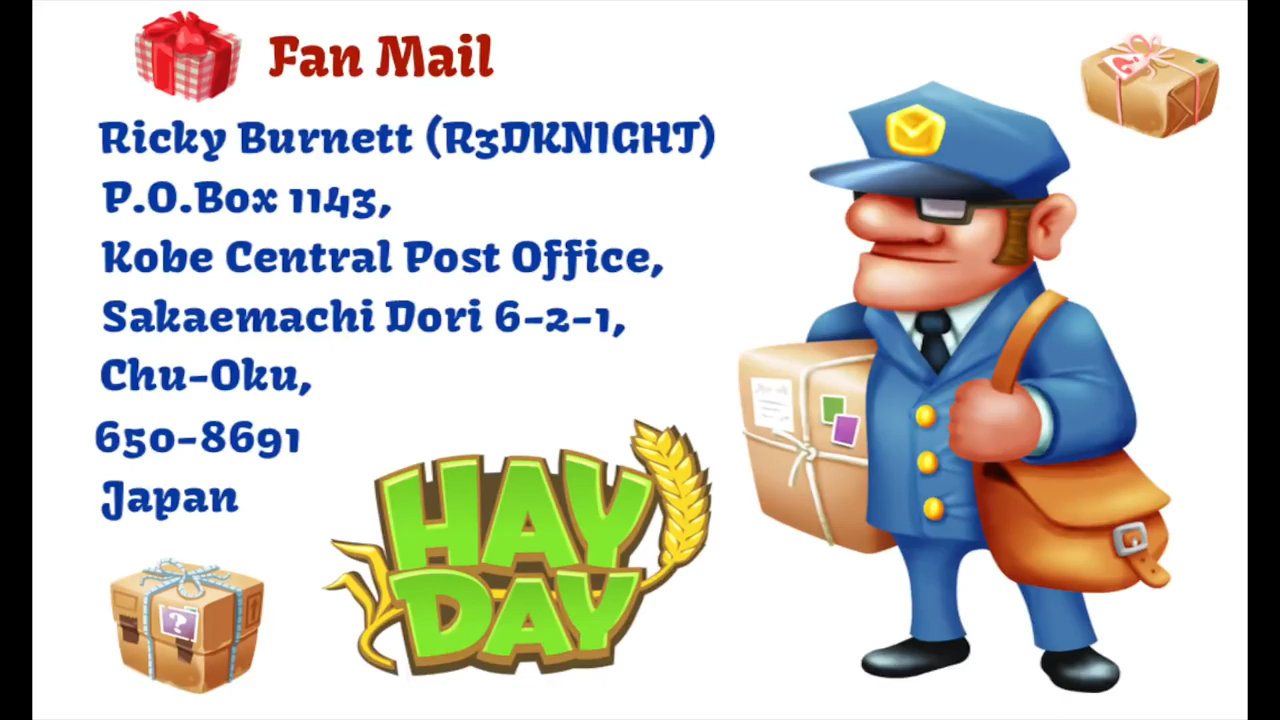 Fan Mail
Ricky Burnett (R3DKNIGHT)
P.O.Box 1143,
Kobe Central Post Office,
Sakaemachi Dori 6-2-1,
Chu-Oku,
650-8691
Japan
HAY
DAY
?